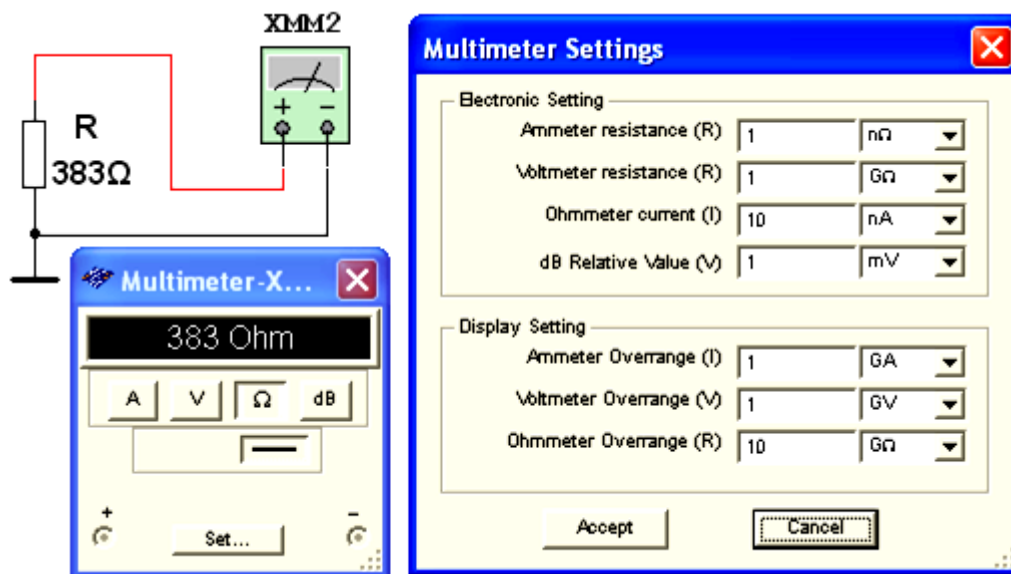 XMM2
+ −
R
383Ω
Multimeter-X...
383 Ohm
A V Ω dB
+ −
Set...
Multimeter Settings
Electronic Setting
Ammeter resistance (R) 1 nΩ
Voltmeter resistance (R) 1 GΩ
Ohmmeter current (I) 10 nA
dB Relative Value (V) 1 mV
Display Setting
Ammeter Overrange (I) 1 GA
Voltmeter Overrange (V) 1 GV
Ohmmeter Overrange (R) 10 GΩ
Accept Cancel